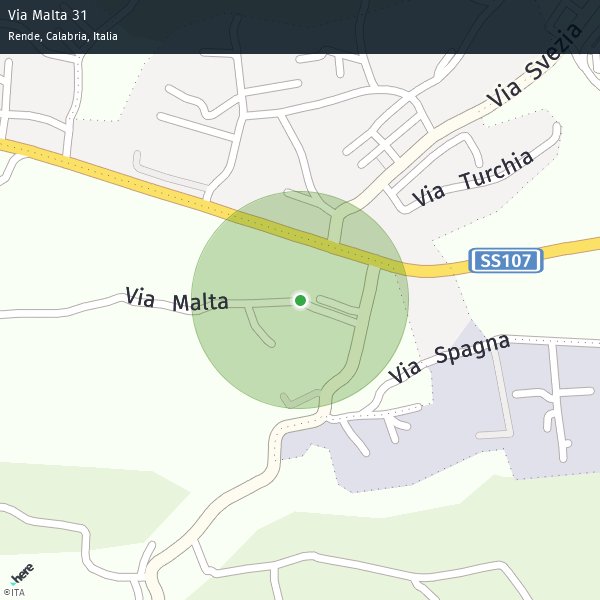 Via Malta 31
Rende, Calabria, Italia
Via Svezia
Via Turchia
SS107
Via Malta
Via Spagna
here
©ITA